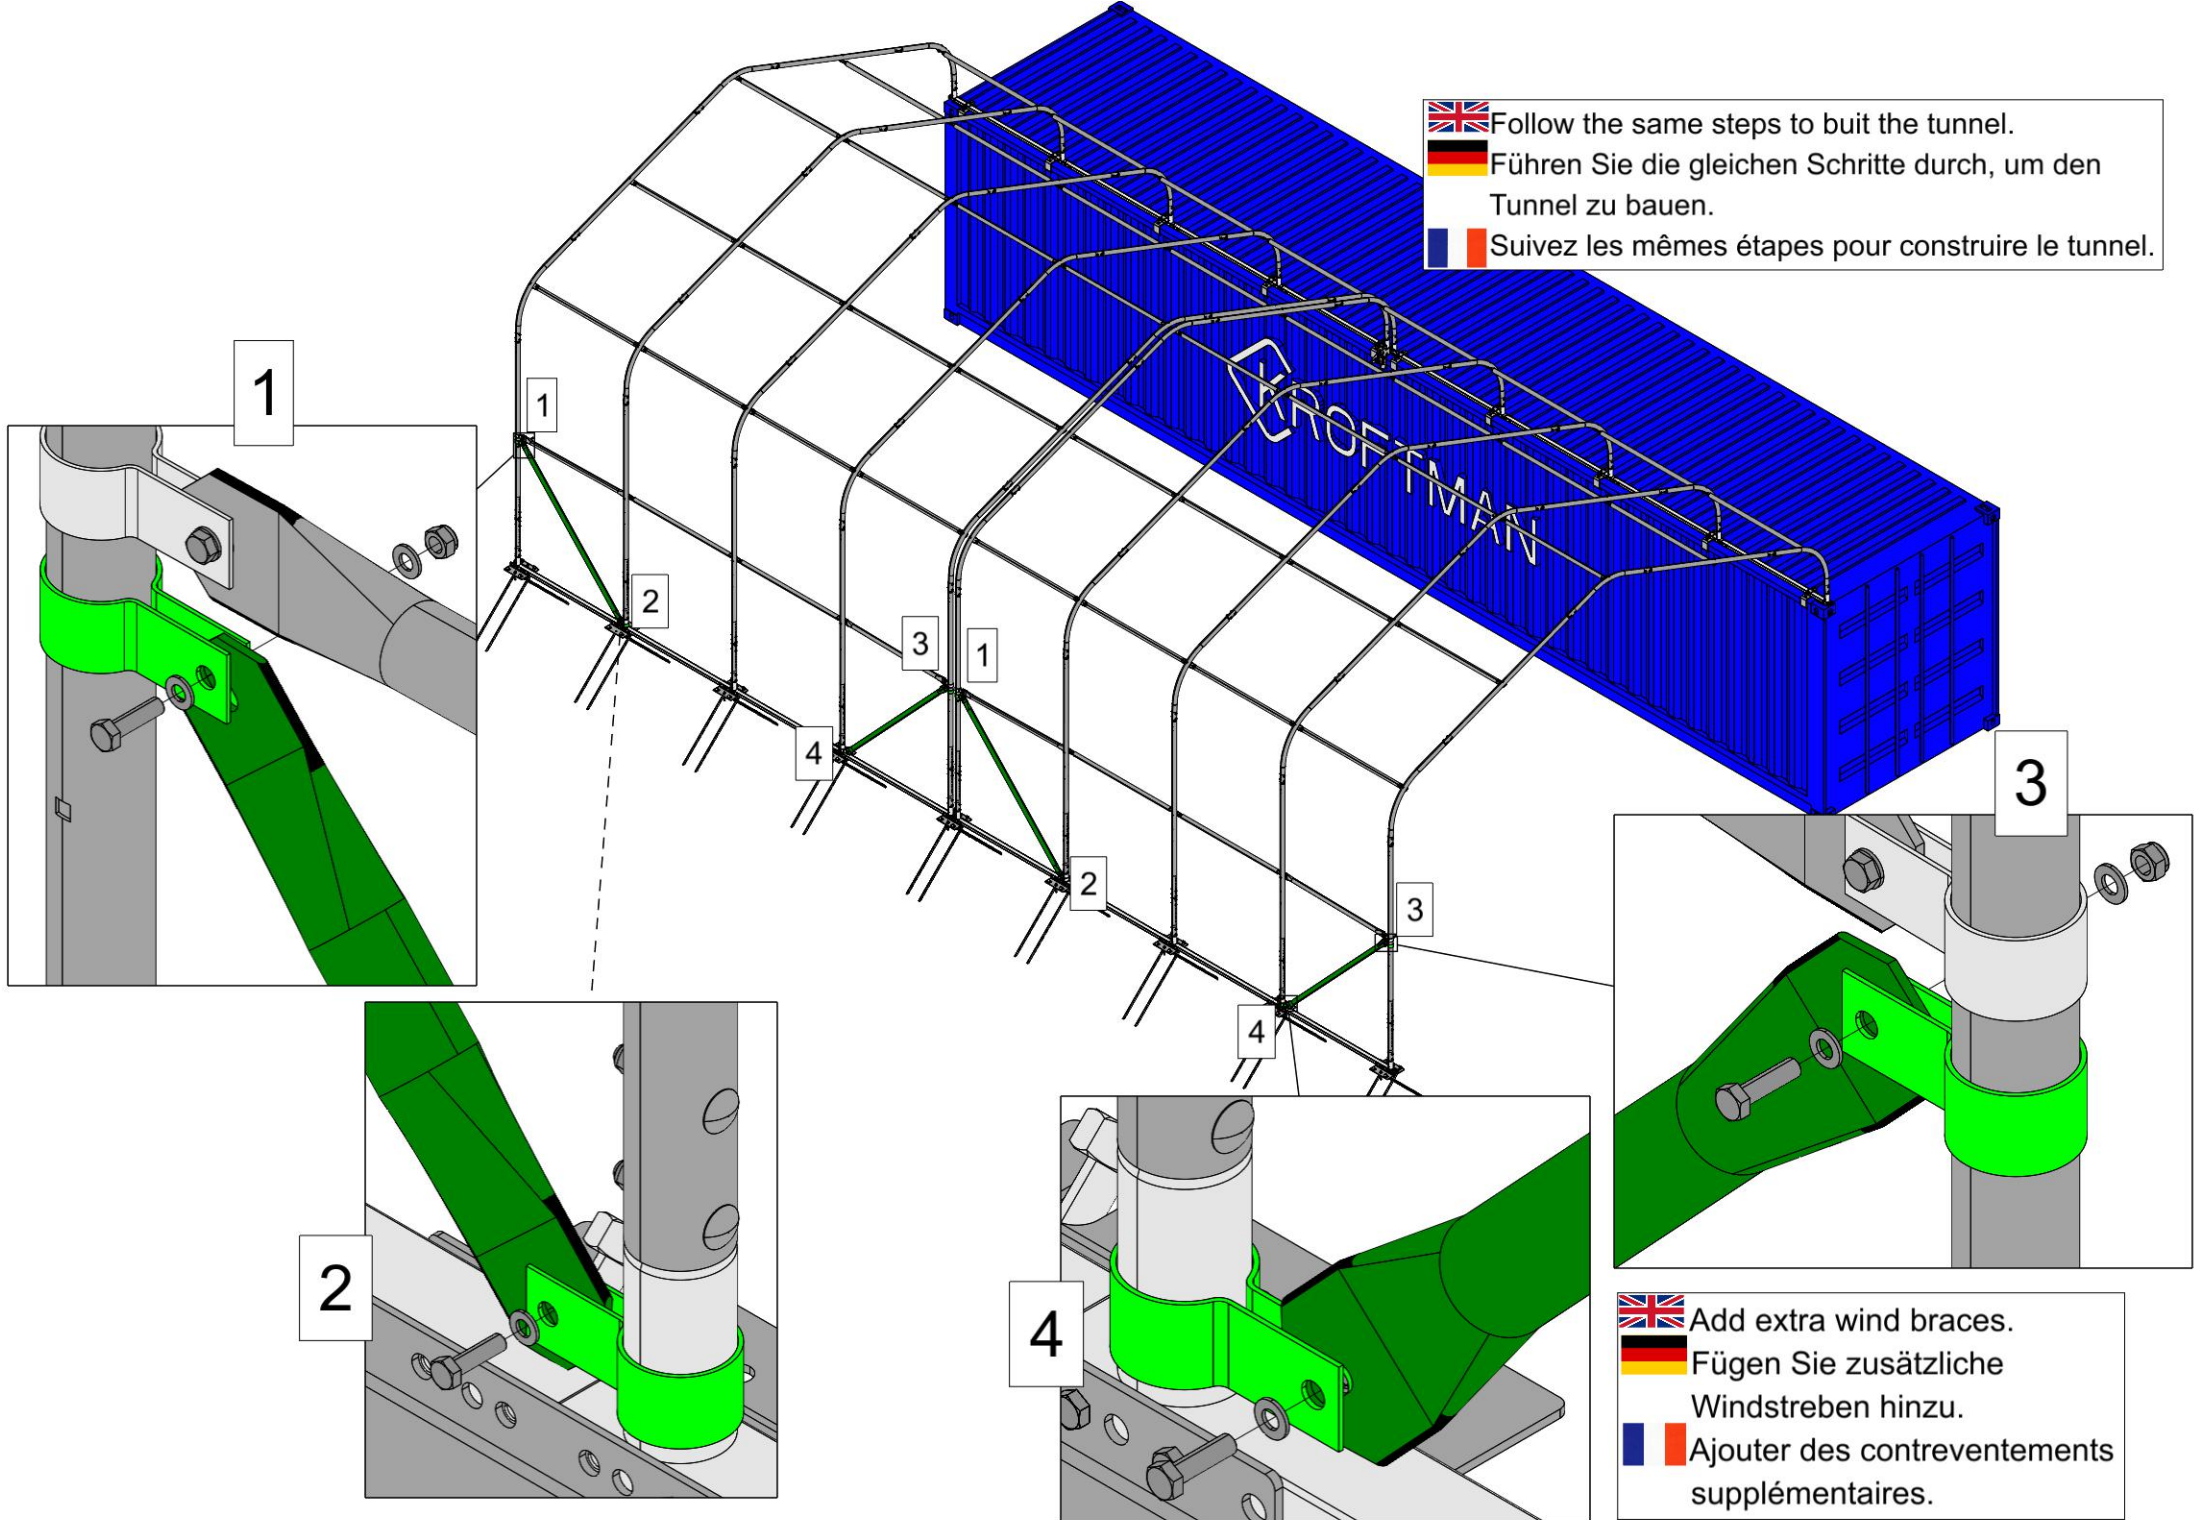 Follow the same steps to buit the tunnel.
Führen Sie die gleichen Schritte durch, um den
Tunnel zu bauen.
Suivez les mêmes étapes pour construire le tunnel.
KROFTMAN
1
1
2
3
1
4
2
3
4
3
2
4
Add extra wind braces.
Fügen Sie zusätzliche
Windstreben hinzu.
Ajouter des contreventements
supplémentaires.